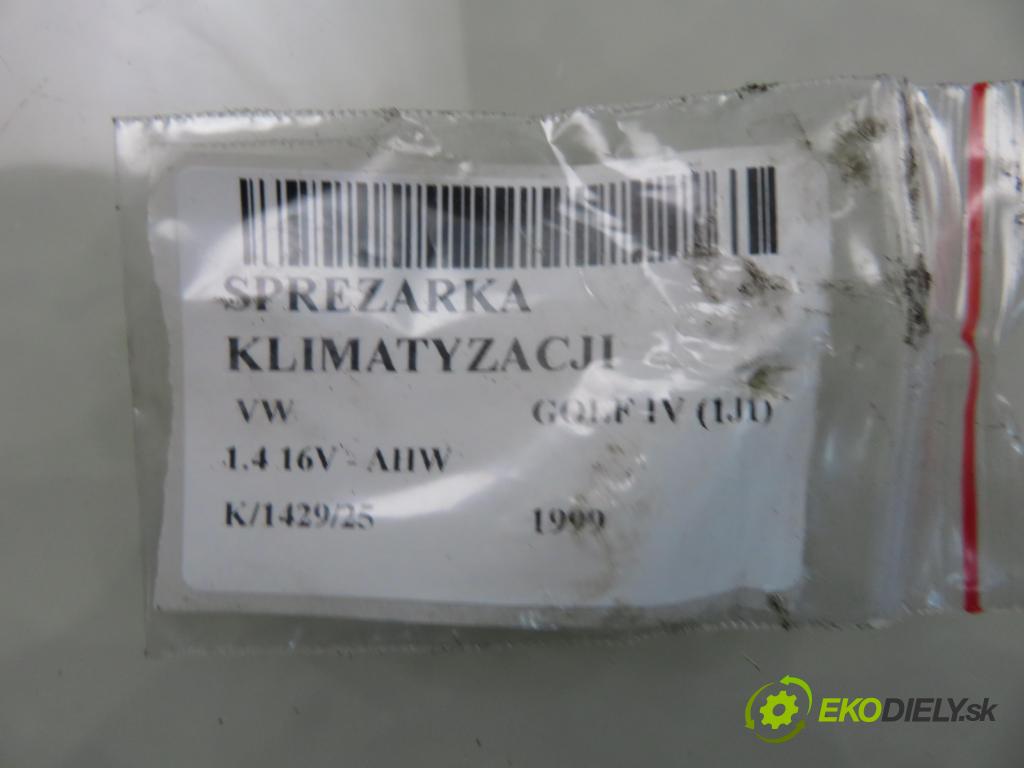 SPREZARKA
KLIMATYZACJI
VW GOLF IV (1J1)
1.4 16V - AHW
K/1429/25 1999
EKODIELY.sk